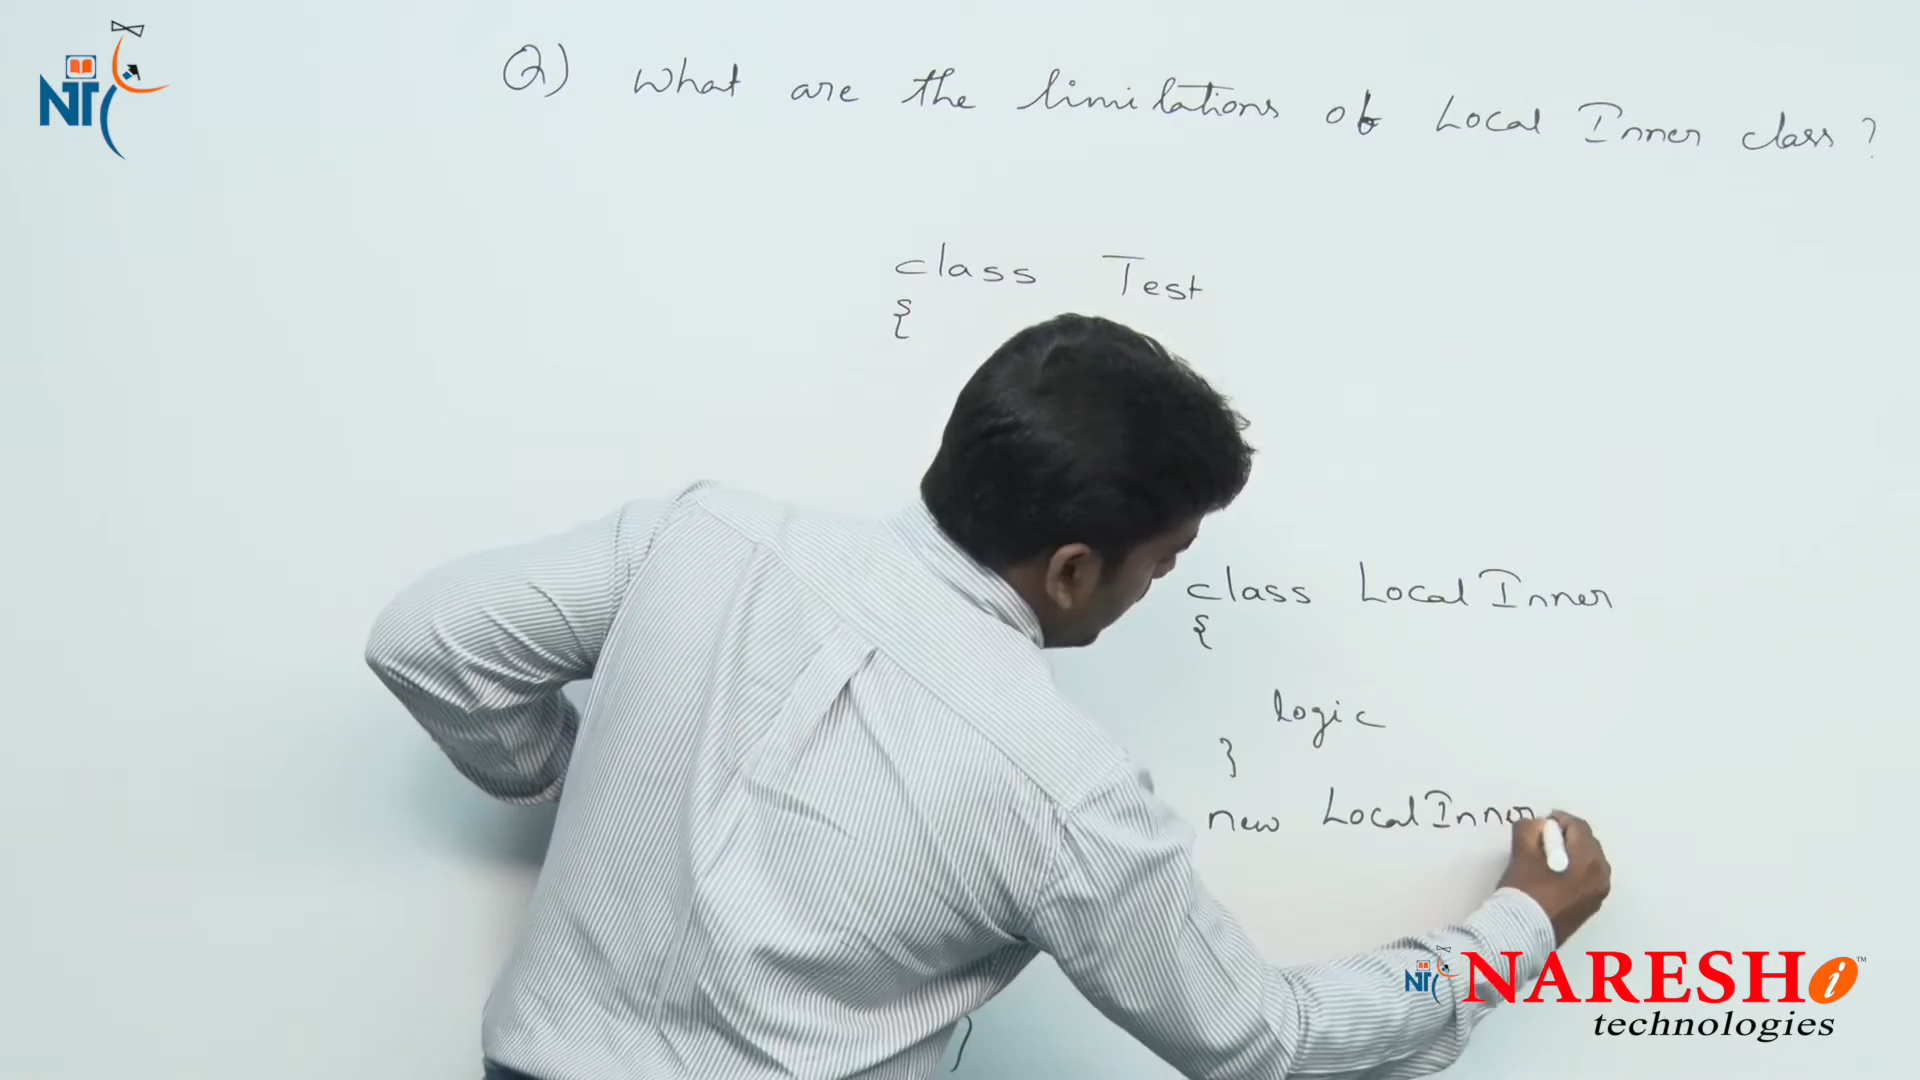 NT
Q) What are the limitations of Local Inner class?
class Test
{
class LocalInner
{
logic
}
new LocalInner
}
NT NARESH i ™
technologies